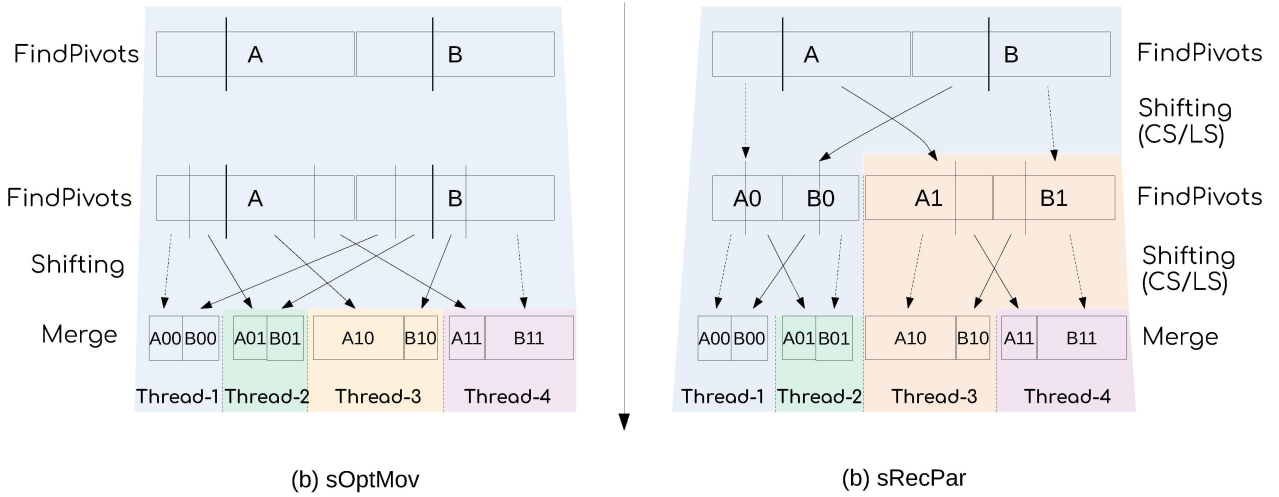 FindPivots
A
B
FindPivots
A
B
Shifting
Merge
A00 B00 A01 B01 A10 B10 A11 B11
Thread-1 Thread-2 Thread-3 Thread-4
(b) sOptMov
A
B
FindPivots
Shifting
(CS/LS)
A0 B0 A1 B1
FindPivots
Shifting
(CS/LS)
A00 B00 A01 B01 A10 B10 A11 B11
Merge
Thread-1 Thread-2 Thread-3 Thread-4
(b) sRecPar